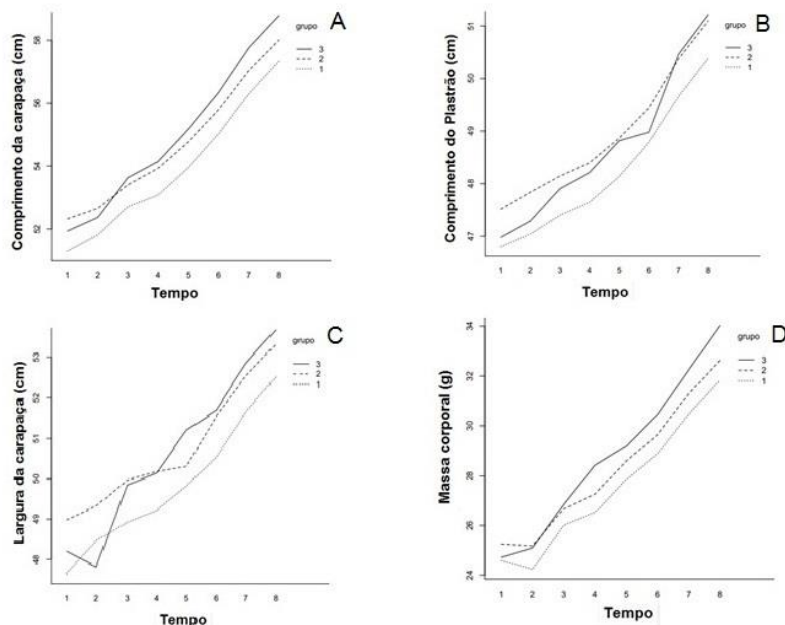 A
Comprimento da carapaça (cm)
58
56
54
52
grupo
3
2
1
1 2 3 4 5 6 7 8
Tempo
B
Comprimento do Plastrão (cm)
51
50
49
48
47
grupo
3
2
1
1 2 3 4 5 6 7 8
Tempo
C
Largura da carapaça (cm)
53
52
51
50
49
48
grupo
3
2
1
1 2 3 4 5 6 7 8
Tempo
D
Massa corporal (g)
34
32
30
28
26
24
grupo
3
2
1
1 2 3 4 5 6 7 8
Tempo